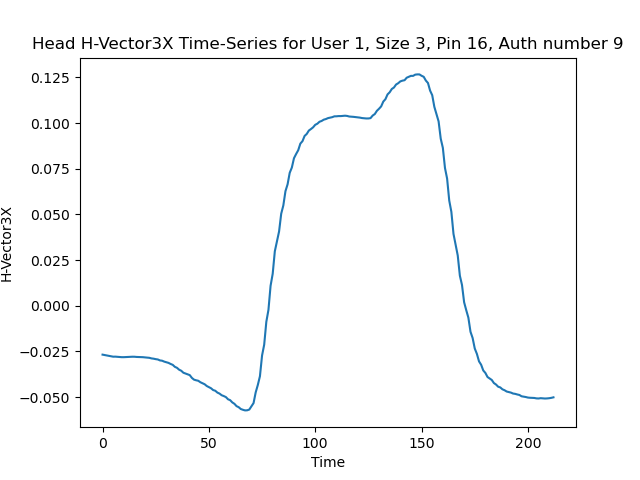 Head H-Vector3X Time-Series for User 1, Size 3, Pin 16, Auth number 9
0.125
0.100
0.075
0.050
0.025
0.000
−0.025
−0.050
H-Vector3X
0 50 100 150 200
Time